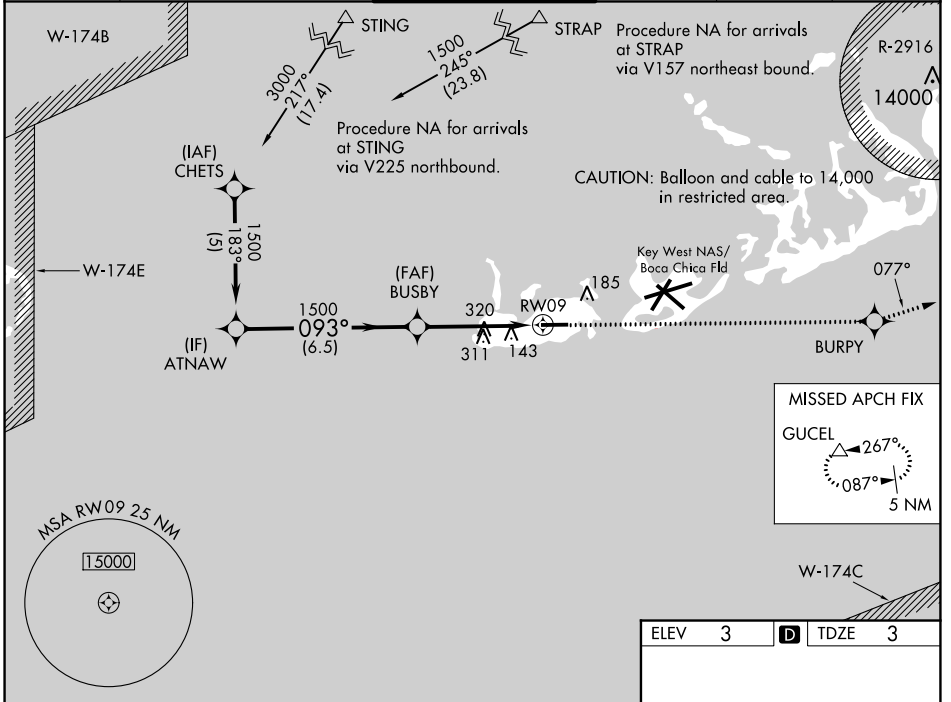 W-174B
STING
3000
217°
(17.4)
STRAP
1500
245°
(23.8)
Procedure NA for arrivals
at STRAP
via V157 northeast bound.
R-2916
14000
Procedure NA for arrivals
at STING
via V225 northbound.
(IAF)
CHETS
CAUTION: Balloon and cable to 14,000
in restricted area.
1500
183°
(5)
W-174E
Key West NAS/
Boca Chica Fld
077°
(FAF)
BUSBY
185
RW09
320
1500
093°
(6.5)
311
143
(IF)
ATNAW
BURPY
MISSED APCH FIX
GUCEL
267°
087°
5 NM
MSA RW09 25 NM
15000
W-174C
ELEV 3 D TDZE 3